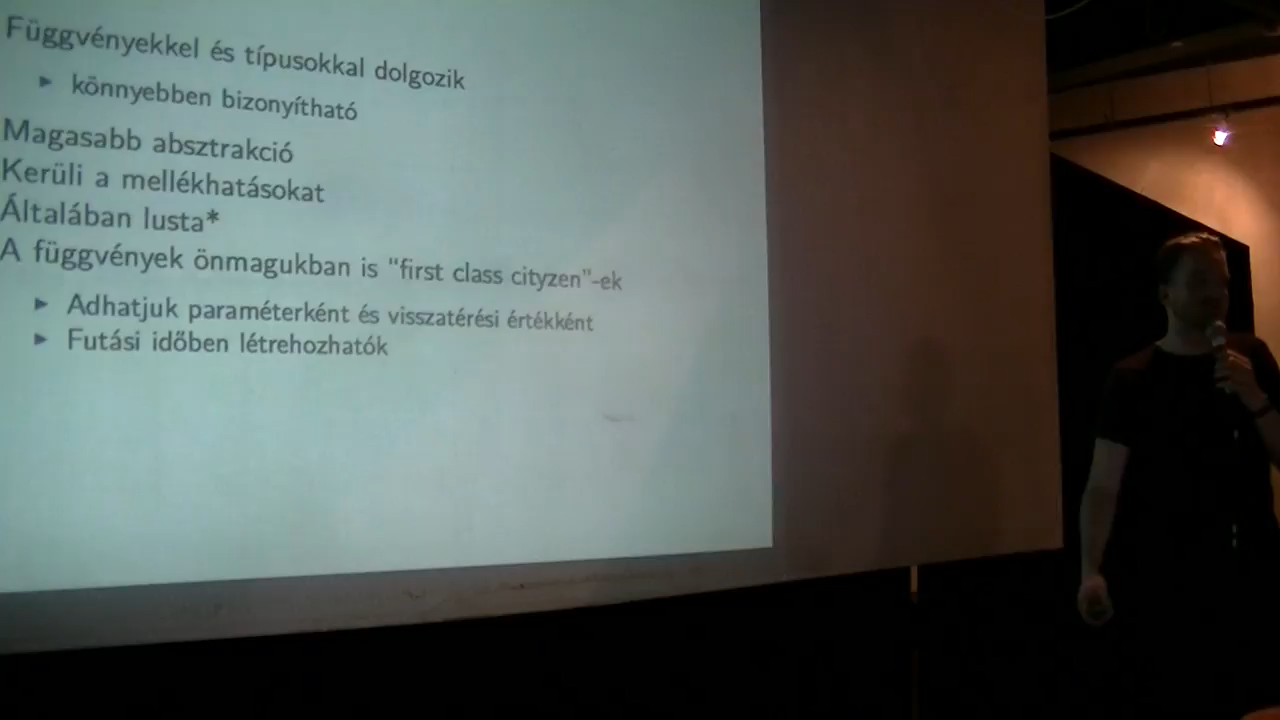 Függvényekkel és típusokkal dolgozik
► könnyebben bizonyítható
Magasabb absztrakció
Kerüli a mellékhatásokat
Általában lusta*
A függvények önmagukban is "first class cityzen"-ek
► Adhatjuk paraméterként és visszatérési értékként
► Futási időben létrehozhatók